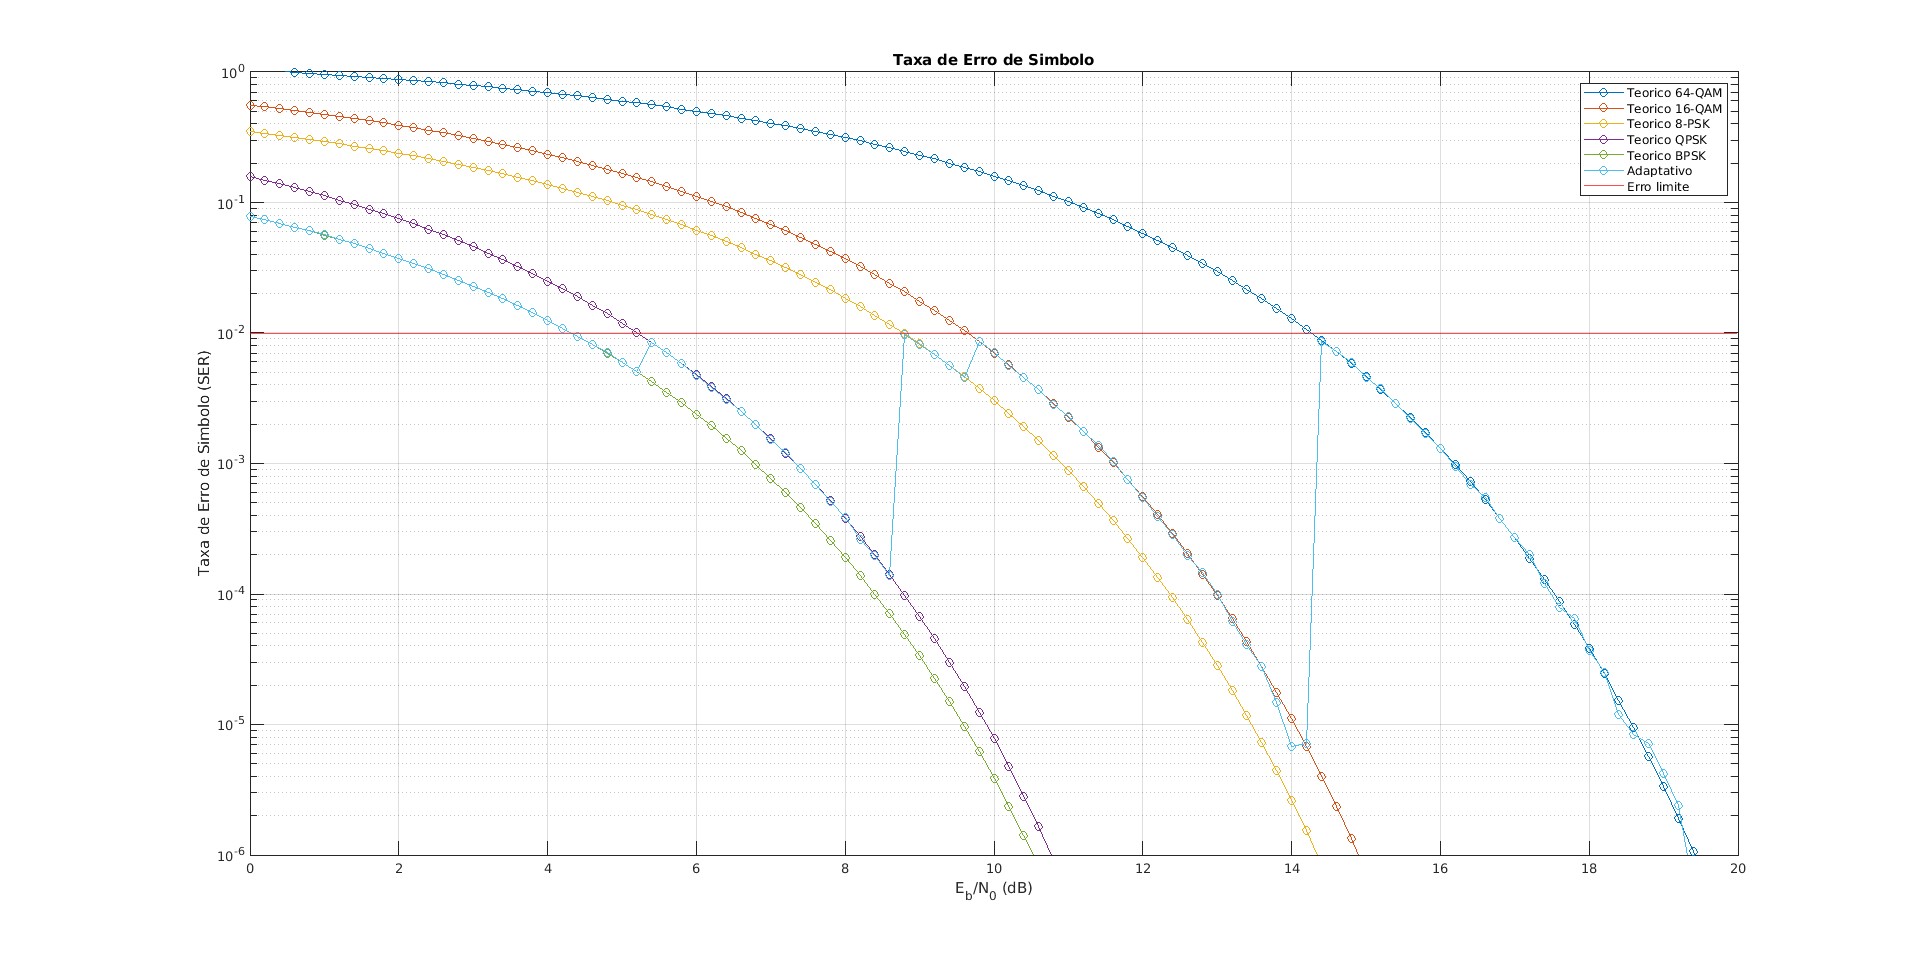 Taxa de Erro de Simbolo
10^0
10^-1
10^-2
10^-3
10^-4
10^-5
10^-6
Taxa de Erro de Simbolo (SER)
Teorico 64-QAM
Teorico 16-QAM
Teorico 8-PSK
Teorico QPSK
Teorico BPSK
Adaptativo
Erro limite
0 2 4 6 8 10 12 14 16 18 20
E_b/N_0 (dB)